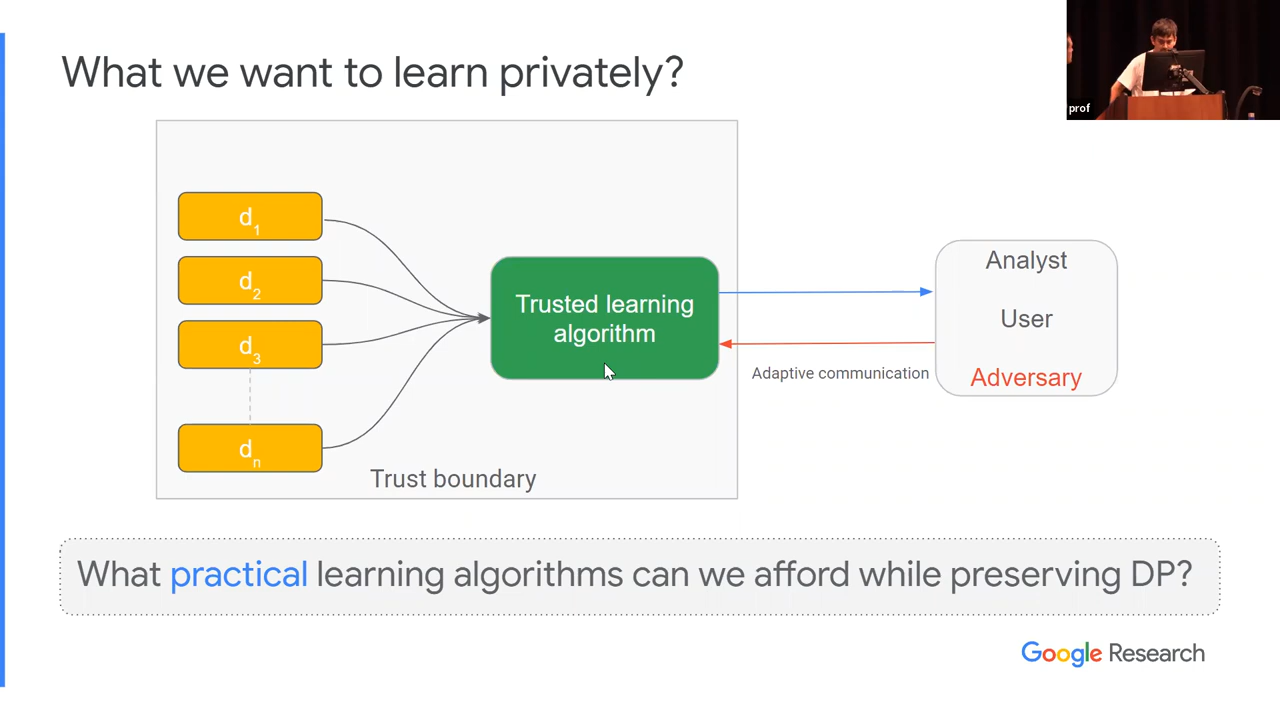 What we want to learn privately?
prof
d1
d2
d3
dn
Trusted learning
algorithm
Trust boundary
Adaptive communication
Analyst
User
Adversary
What practical learning algorithms can we afford while preserving DP?
Google Research